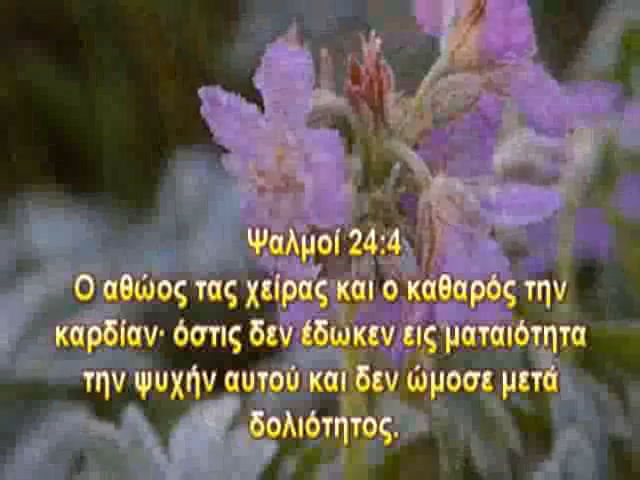 Ψαλμοί 24:4
Ο αθώος τας χείρας και ο καθαρός την
καρδίαν· όστις δεν έδωκεν εις ματαιότητα
την ψυχήν αυτού και δεν ώμοσε μετά
δολιότητος.